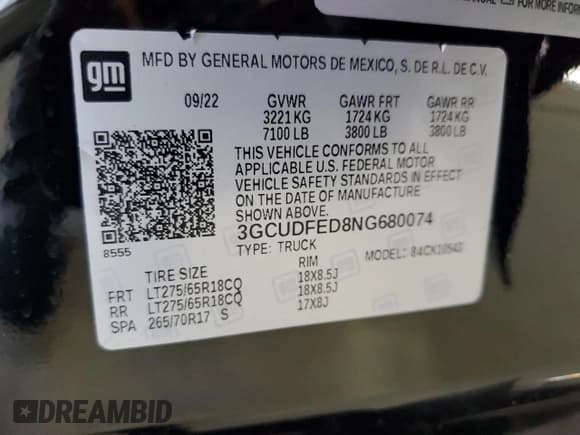 gm
MFD BY GENERAL MOTORS DE MEXICO, S. DE R.L. DE C.V.
09/22 GVWR GAWR FRT GAWR RR
3221 KG 1724 KG 1724 KG
7100 LB 3800 LB 3800 LB
THIS VEHICLE CONFORMS TO ALL
APPLICABLE U.S. FEDERAL MOTOR
VEHICLE SAFETY STANDARDS IN EFFECT
ON THE DATE OF MANUFACTURE
SHOWN ABOVE.
3GCUDFED8NG680074
8555 TYPE: TRUCK MODEL: 84CK10543
TIRE SIZE RIM
FRT LT275/65R18CQ 18X8.5J
RR LT275/65R18CQ 18X8.5J
SPA 265/70R17 S 17X8J
DREAMBID